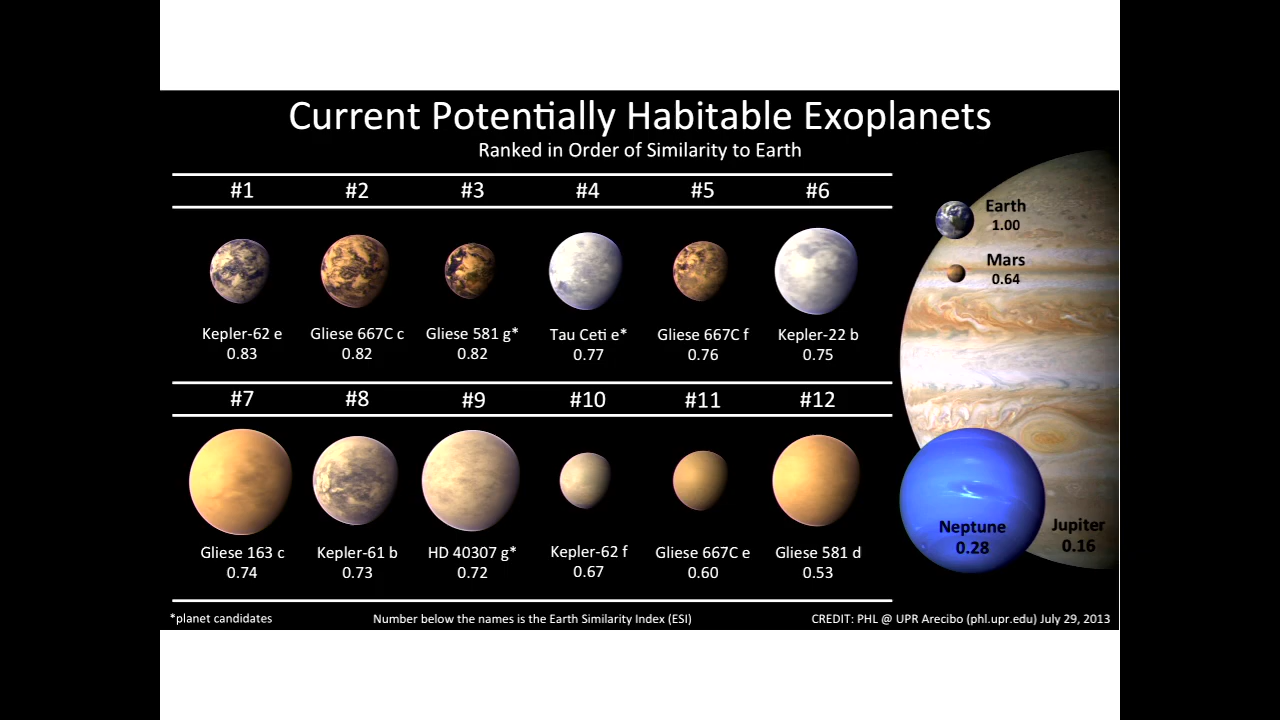 Current Potentially Habitable Exoplanets
Ranked in Order of Similarity to Earth
#1 #2 #3 #4 #5 #6
Kepler-62 e Gliese 667C c Gliese 581 g* Tau Ceti e* Gliese 667C f Kepler-22 b
0.83 0.82 0.82 0.77 0.76 0.75
#7 #8 #9 #10 #11 #12
Gliese 163 c Kepler-61 b HD 40307 g* Kepler-62 f Gliese 667C e Gliese 581 d
0.74 0.73 0.72 0.67 0.60 0.53
Earth
1.00
Mars
0.64
Neptune
0.28
Jupiter
0.16
*planet candidates
Number below the names is the Earth Similarity Index (ESI)
CREDIT: PHL @ UPR Arecibo (phl.upr.edu) July 29, 2013